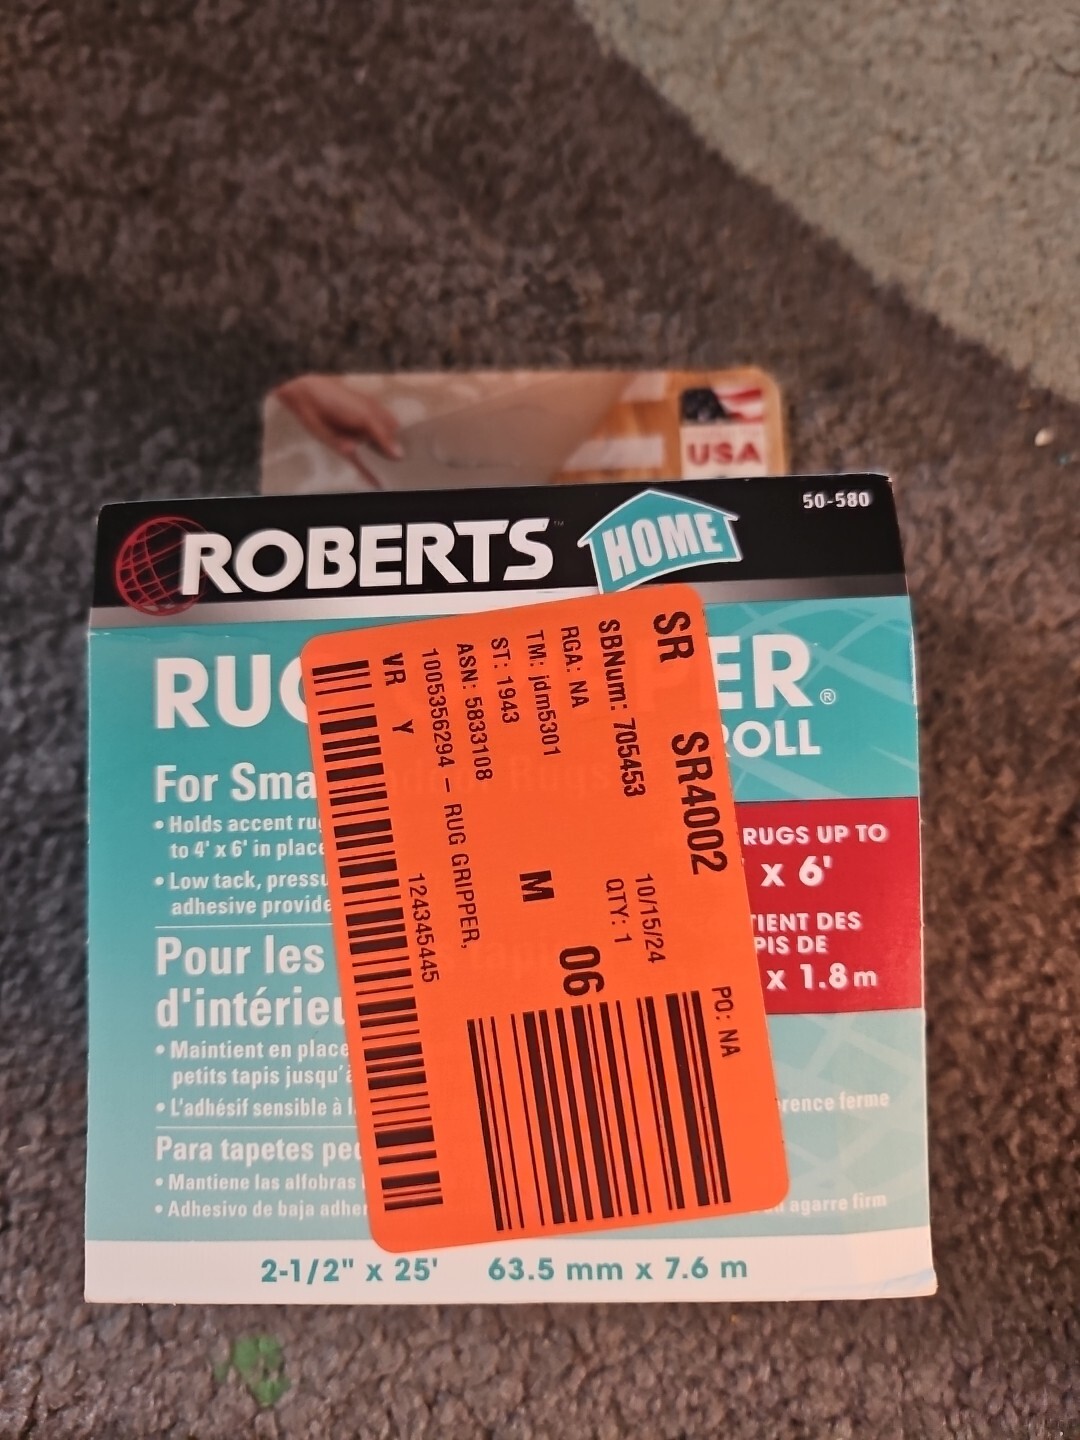 USA
50-580
ROBERTS™
HOME
RUG
ER®
ROLL
For Sma
• Holds accent ru
to 4' x 6' in place
• Low tack, pressu
adhesive provide
RUGS UP TO
x 6'
TIENT DES
PIS DE
x 1.8 m
Pour les
d'intérieu
• Maintient en place
petits tapis jusqu'à
• L'adhésif sensible à l
rence ferme
Para tapetes pe
• Mantiene las alfobras
• Adhesivo de baja adhe
agarre firm
2-1/2" x 25' 63.5 mm x 7.6 m
SR SR4002 PO: NA
SBNum: 705453 10/15/24
RGA: NA QTY: 1
TM: jdm5301 06
ST: 1943 M
ASN: 5833108
1005356294 – RUG GRIPPER,
VR Y 124345445